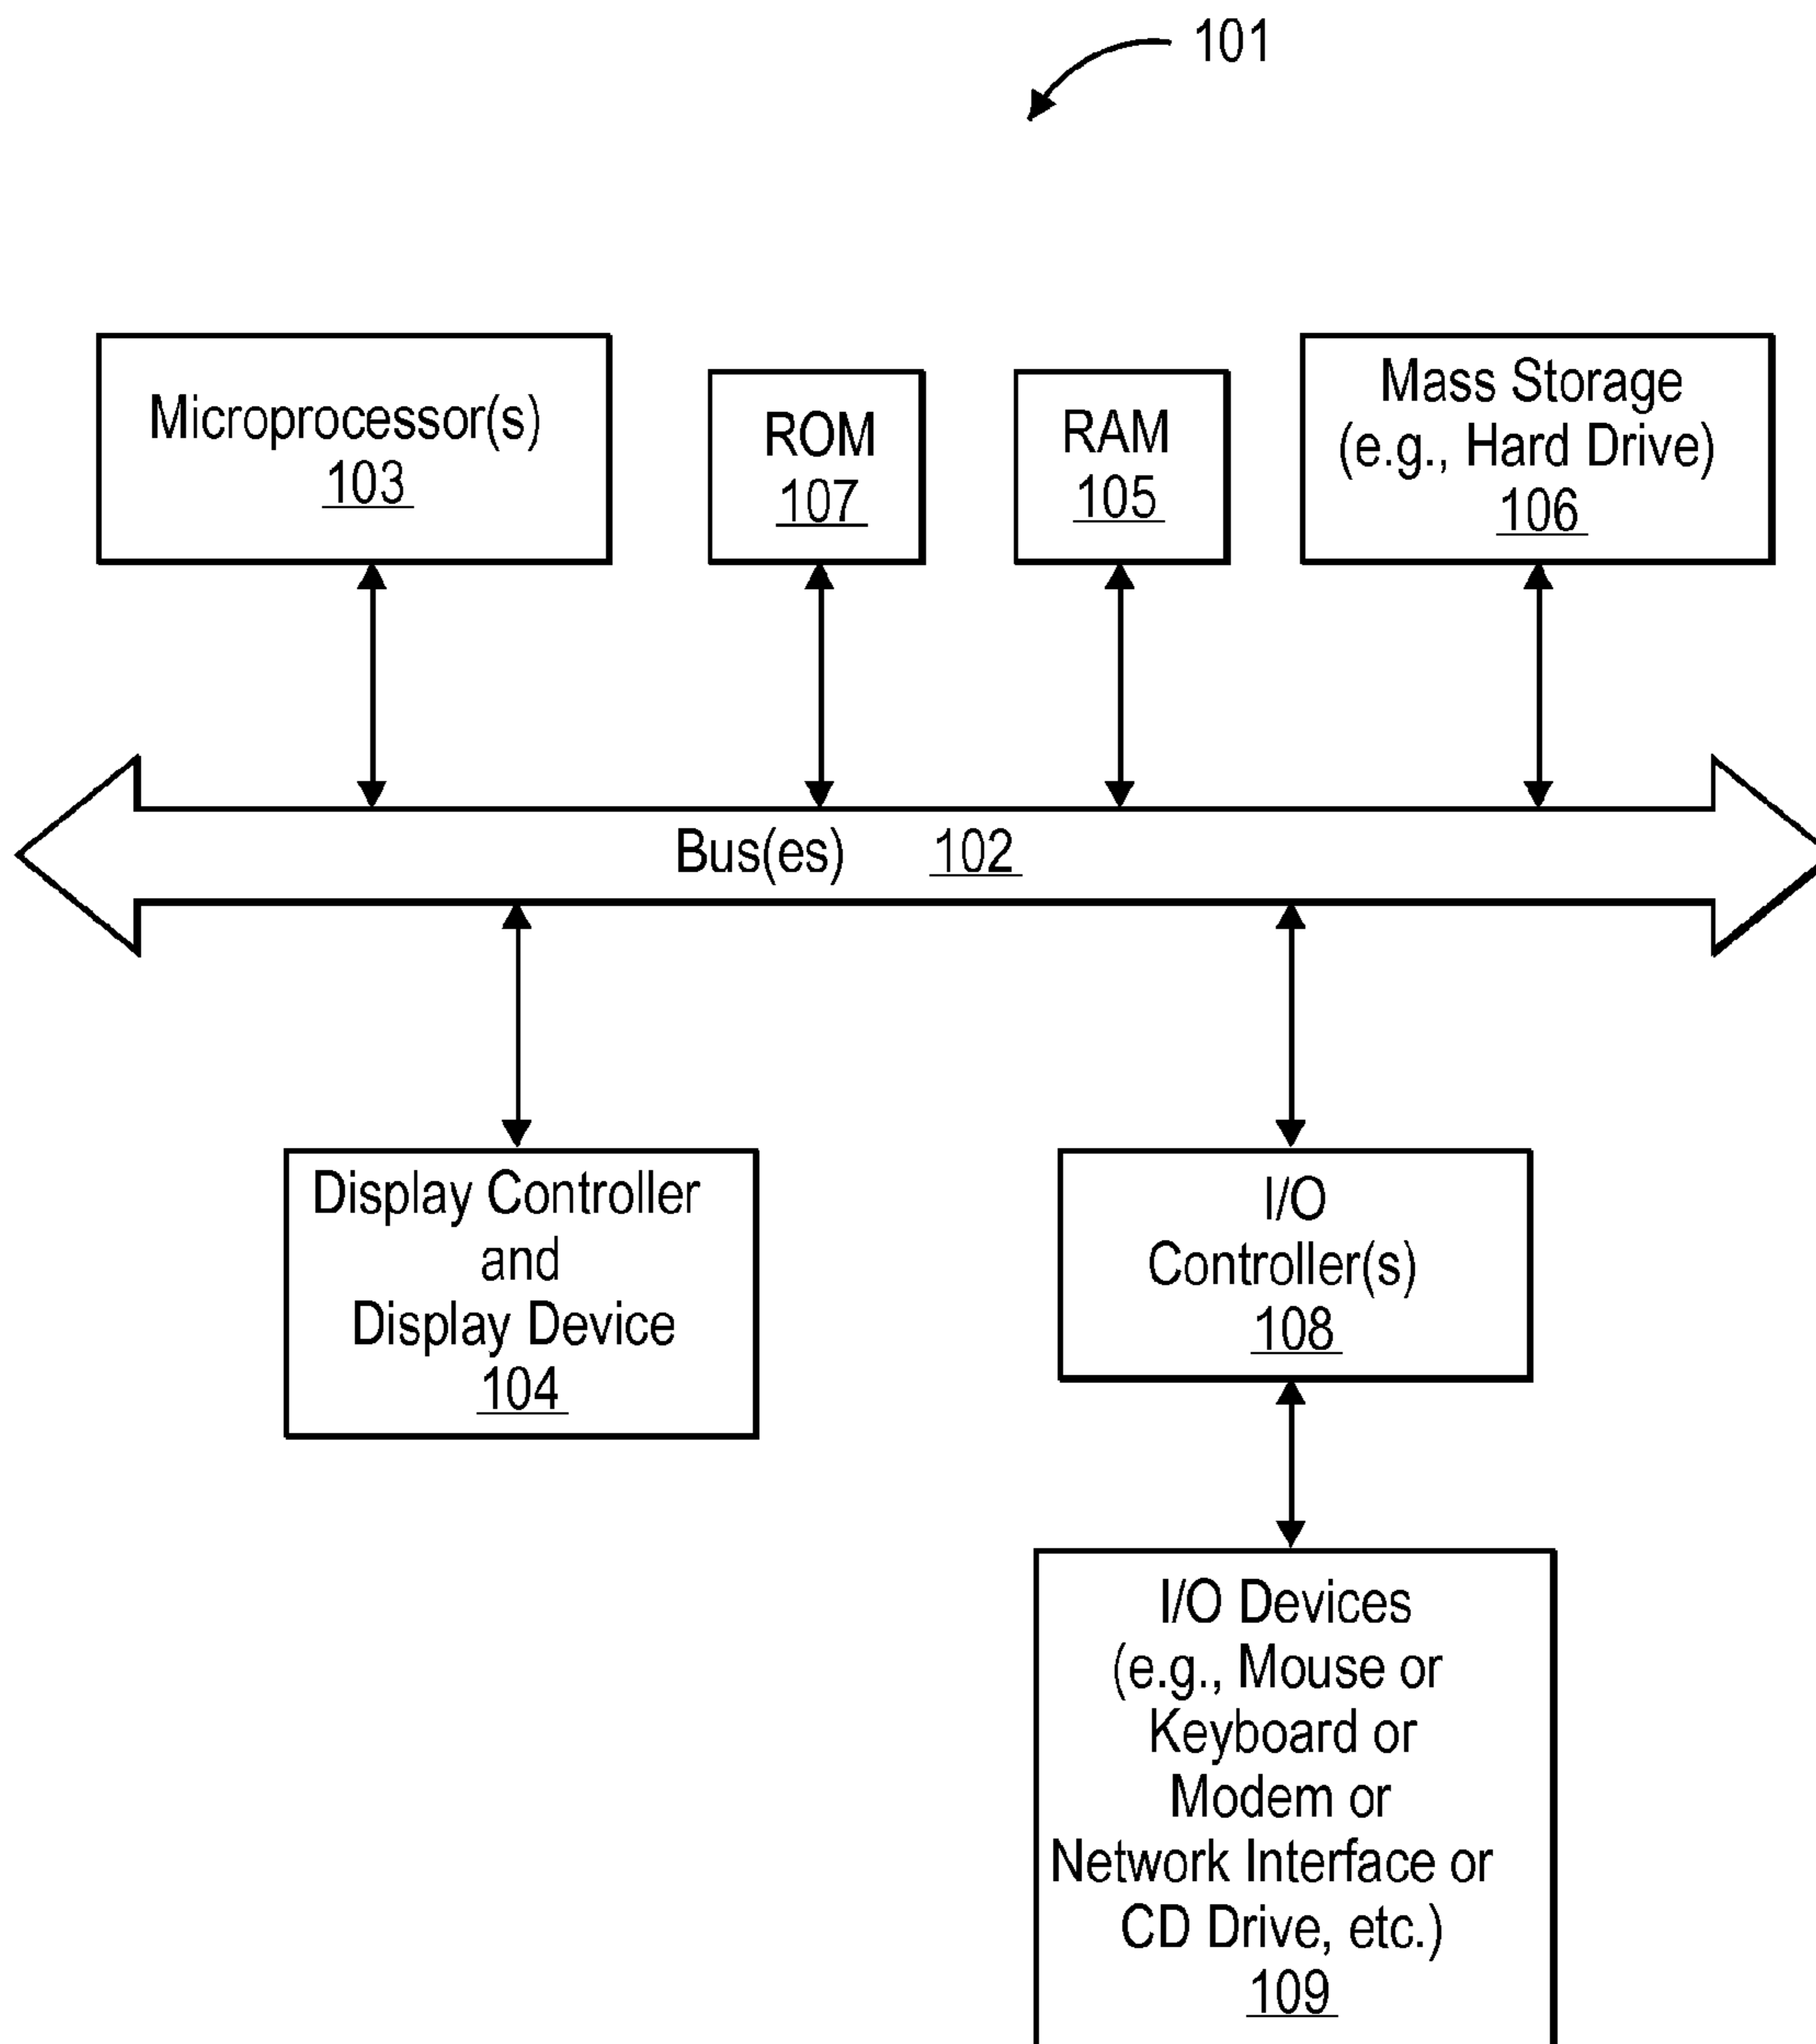 101
Microprocessor(s)
103
ROM
107
RAM
105
Mass Storage
(e.g., Hard Drive)
106
Bus(es) 102
Display Controller
and
Display Device
104
I/O
Controller(s)
108
I/O Devices
(e.g., Mouse or
Keyboard or
Modem or
Network Interface or
CD Drive, etc.)
109